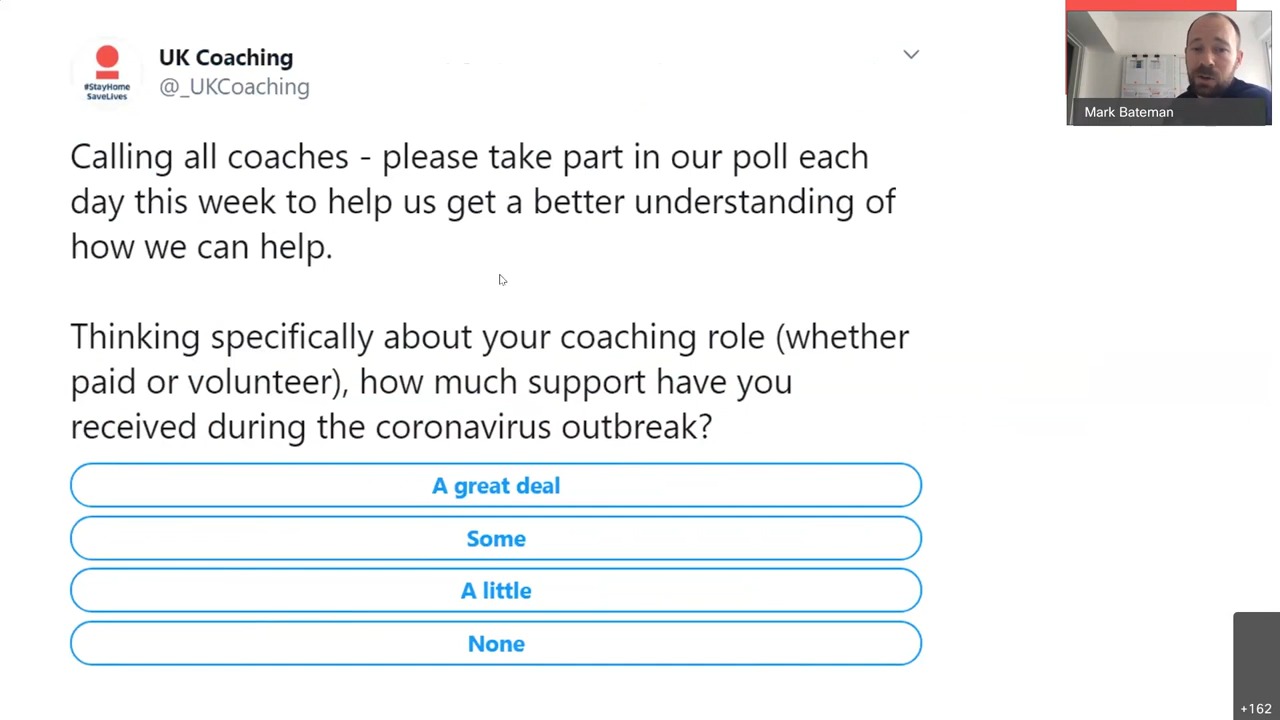 UK Coaching
@_UKCoaching
#StayHome
SaveLives
Calling all coaches - please take part in our poll each
day this week to help us get a better understanding of
how we can help.
Thinking specifically about your coaching role (whether
paid or volunteer), how much support have you
received during the coronavirus outbreak?
A great deal
Some
A little
None
Mark Bateman
+162